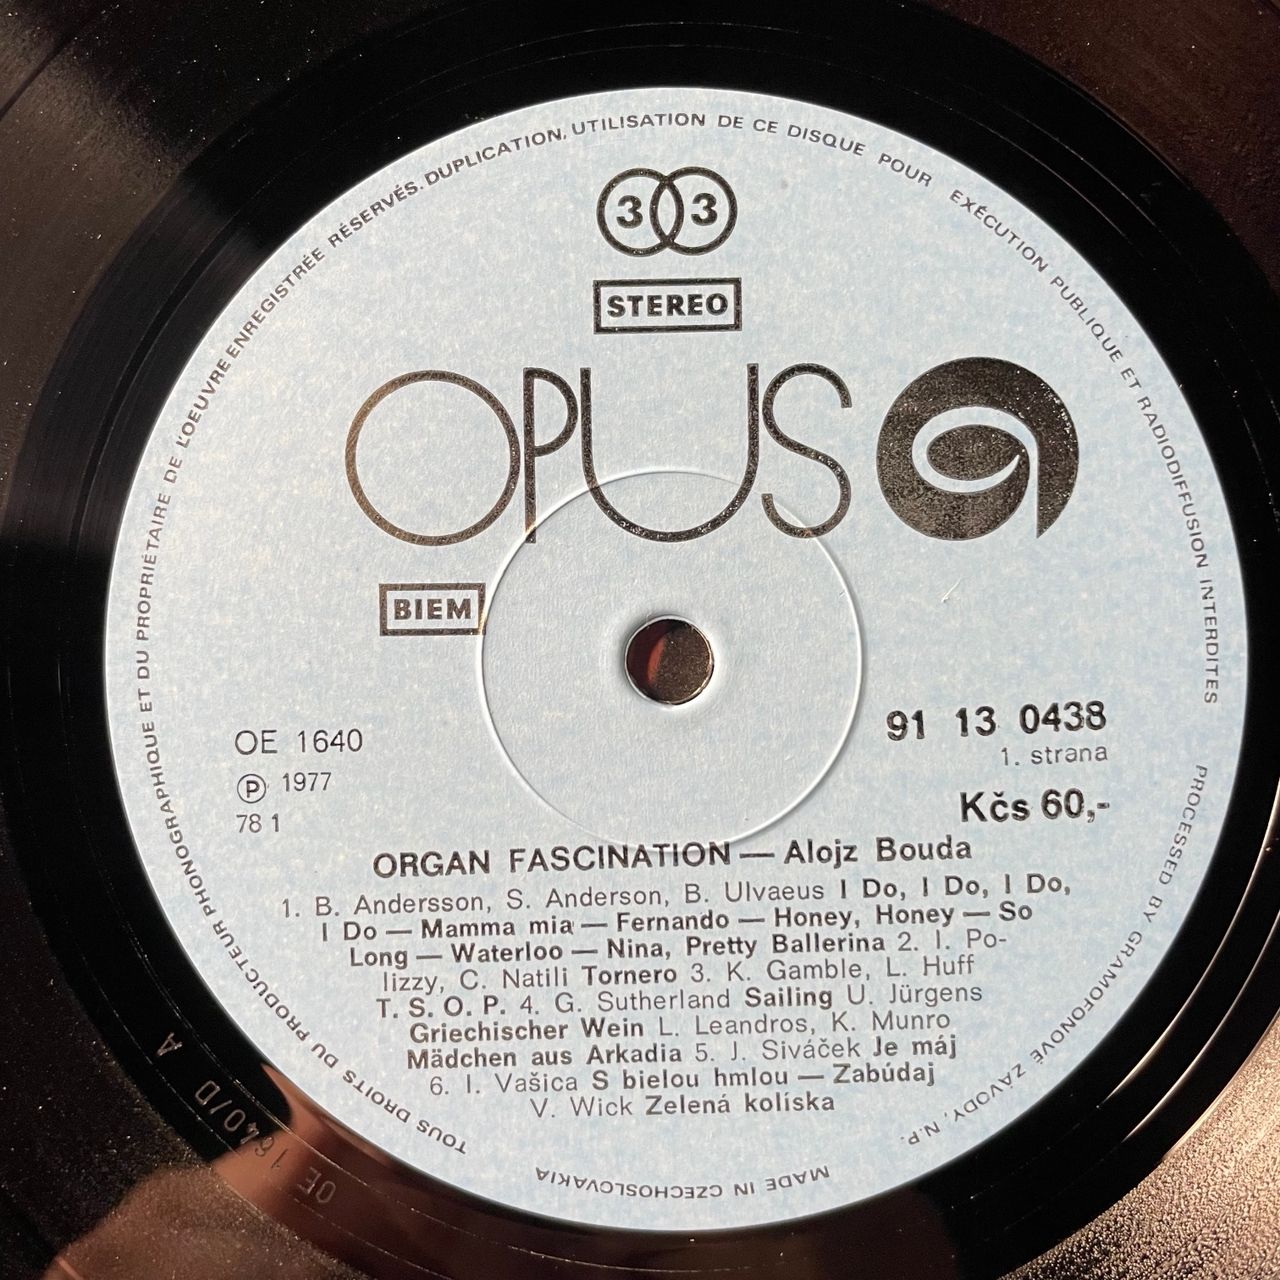 TOUS DROITS DU PRODUCTEUR PHONOGRAPHIQUE ET DU PROPRIÉTAIRE DE L'OEUVRE ENREGISTRÉE RÉSERVÉS. DUPLICATION, UTILISATION DE CE DISQUE POUR EXÉCUTION PUBLIQUE ET RADIODIFFUSION INTERDITES
33
STEREO
OPUS
BIEM
OE 1640
Ⓟ 1977
78 1
91 13 0438
1. strana
Kčs 60,-
ORGAN FASCINATION — Alojz Bouda
1. B. Andersson, S. Anderson, B. Ulvaeus I Do, I Do, I Do,
I Do — Mamma mia — Fernando — Honey, Honey — So
Long — Waterloo — Nina, Pretty Ballerina 2. I. Po-
lizzy, C. Natili Tornero 3. K. Gamble, L. Huff
T. S. O. P. 4. G. Sutherland Sailing U. Jürgens
Griechischer Wein L. Leandros, K. Munro
Mädchen aus Arkadia 5. J. Siváček Je máj
6. I. Vašica S bielou hmlou — Zabúdaj
V. Wick Zelená kolíska
PROCESSED BY GRAMOFONOVÉ ZÁVODY, N.P.
MADE IN CZECHOSLOVAKIA
OE 1640/D A